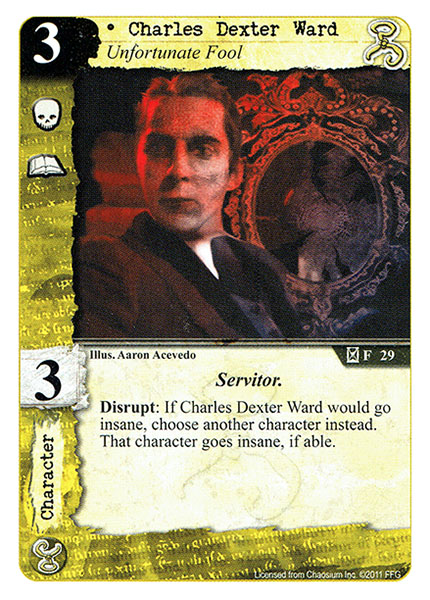 3
• Charles Dexter Ward
Unfortunate Fool
Illus. Aaron Acevedo
F 29
3
Servitor.
Disrupt: If Charles Dexter Ward would go
insane, choose another character instead.
That character goes insane, if able.
Character
Licensed from Chaosium Inc. ©2011 FFG